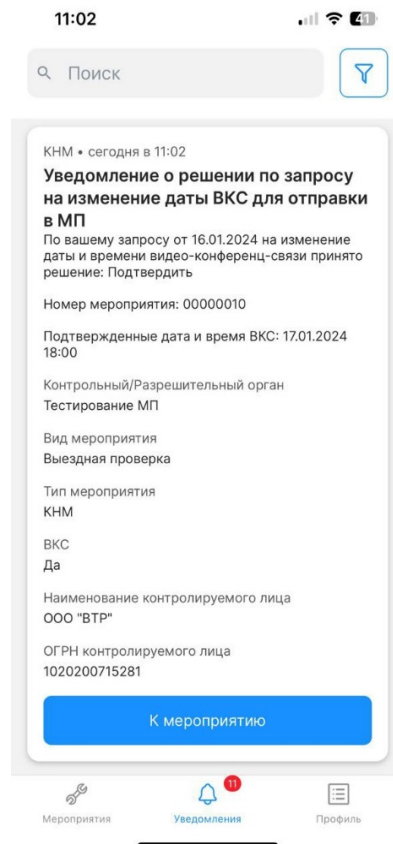 11:02
41
Поиск
КНМ • сегодня в 11:02
Уведомление о решении по запросу
на изменение даты ВКС для отправки
в МП
По вашему запросу от 16.01.2024 на изменение
даты и времени видео-конференц-связи принято
решение: Подтвердить
Номер мероприятия: 00000010
Подтвержденные дата и время ВКС: 17.01.2024
18:00
Контрольный/Разрешительный орган
Тестирование МП
Вид мероприятия
Выездная проверка
Тип мероприятия
КНМ
ВКС
Да
Наименование контролируемого лица
ООО "ВТР"
ОГРН контролируемого лица
1020200715281
К мероприятию
11
Мероприятия
Уведомления
Профиль